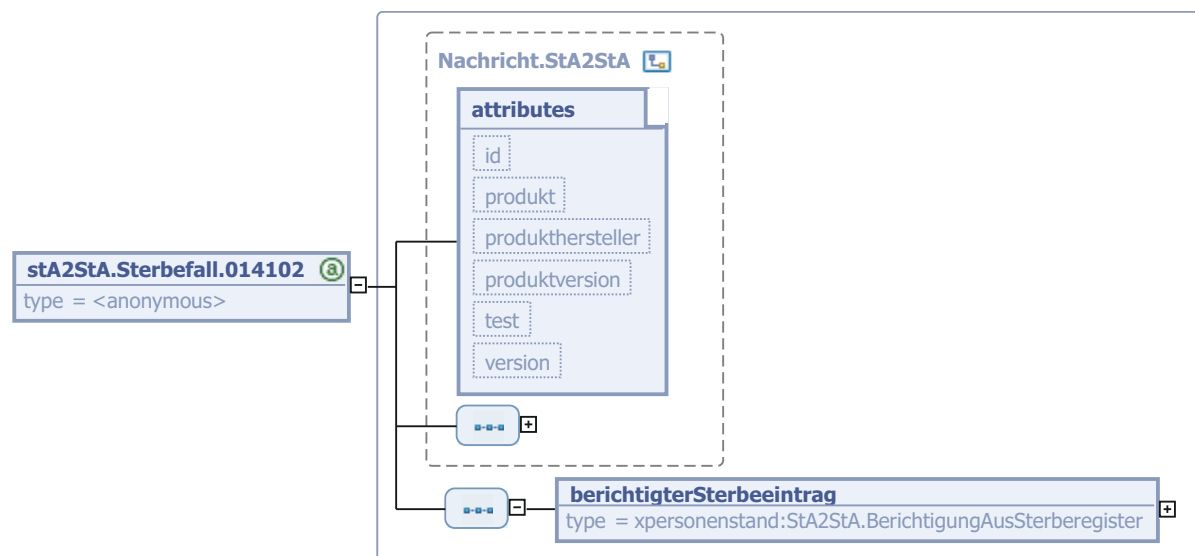 Nachricht.StA2StA
attributes
id
produkt
produkthersteller
produktversion
test
version
stA2StA.Sterbefall.014102 a
type = <anonymous>
berichtigterSterbeeintrag
type = xpersonenstand:StA2StA.BerichtigungAusSterberegister